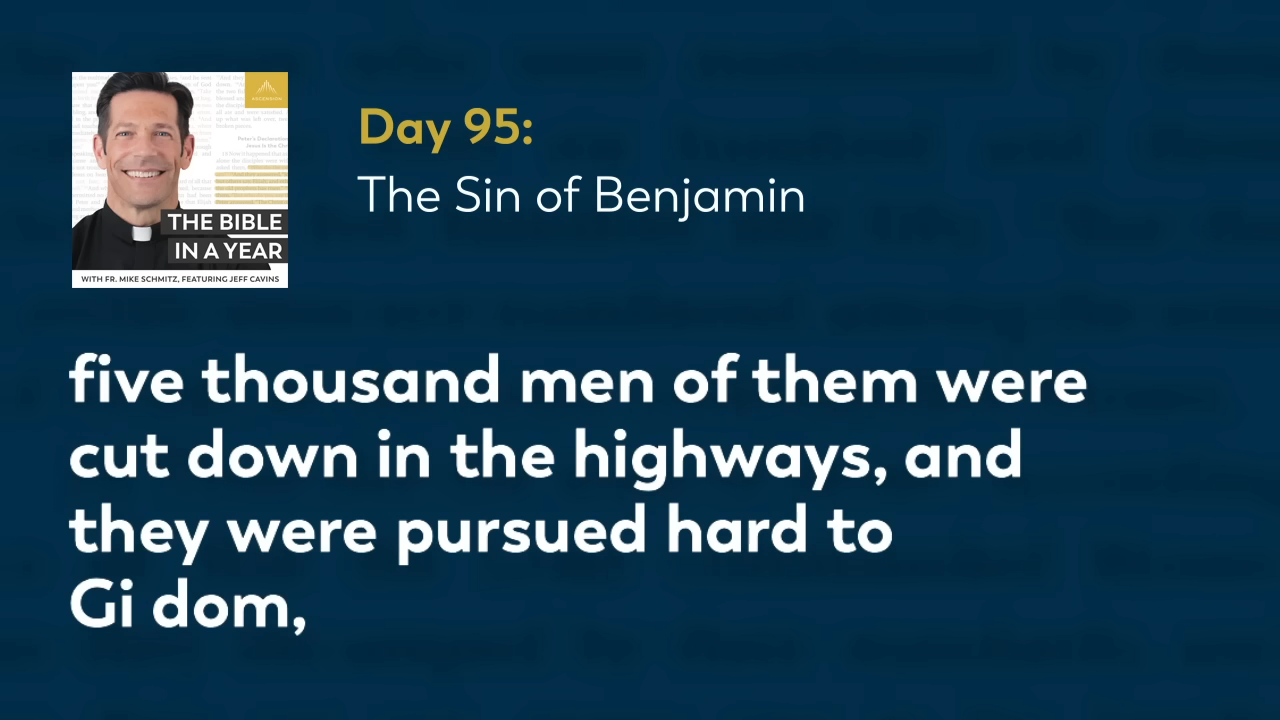 ASCENSION
THE BIBLE
IN A YEAR
WITH FR. MIKE SCHMITZ, FEATURING JEFF CAVINS
Day 95:
The Sin of Benjamin
five thousand men of them were
cut down in the highways, and
they were pursued hard to
Gi dom,